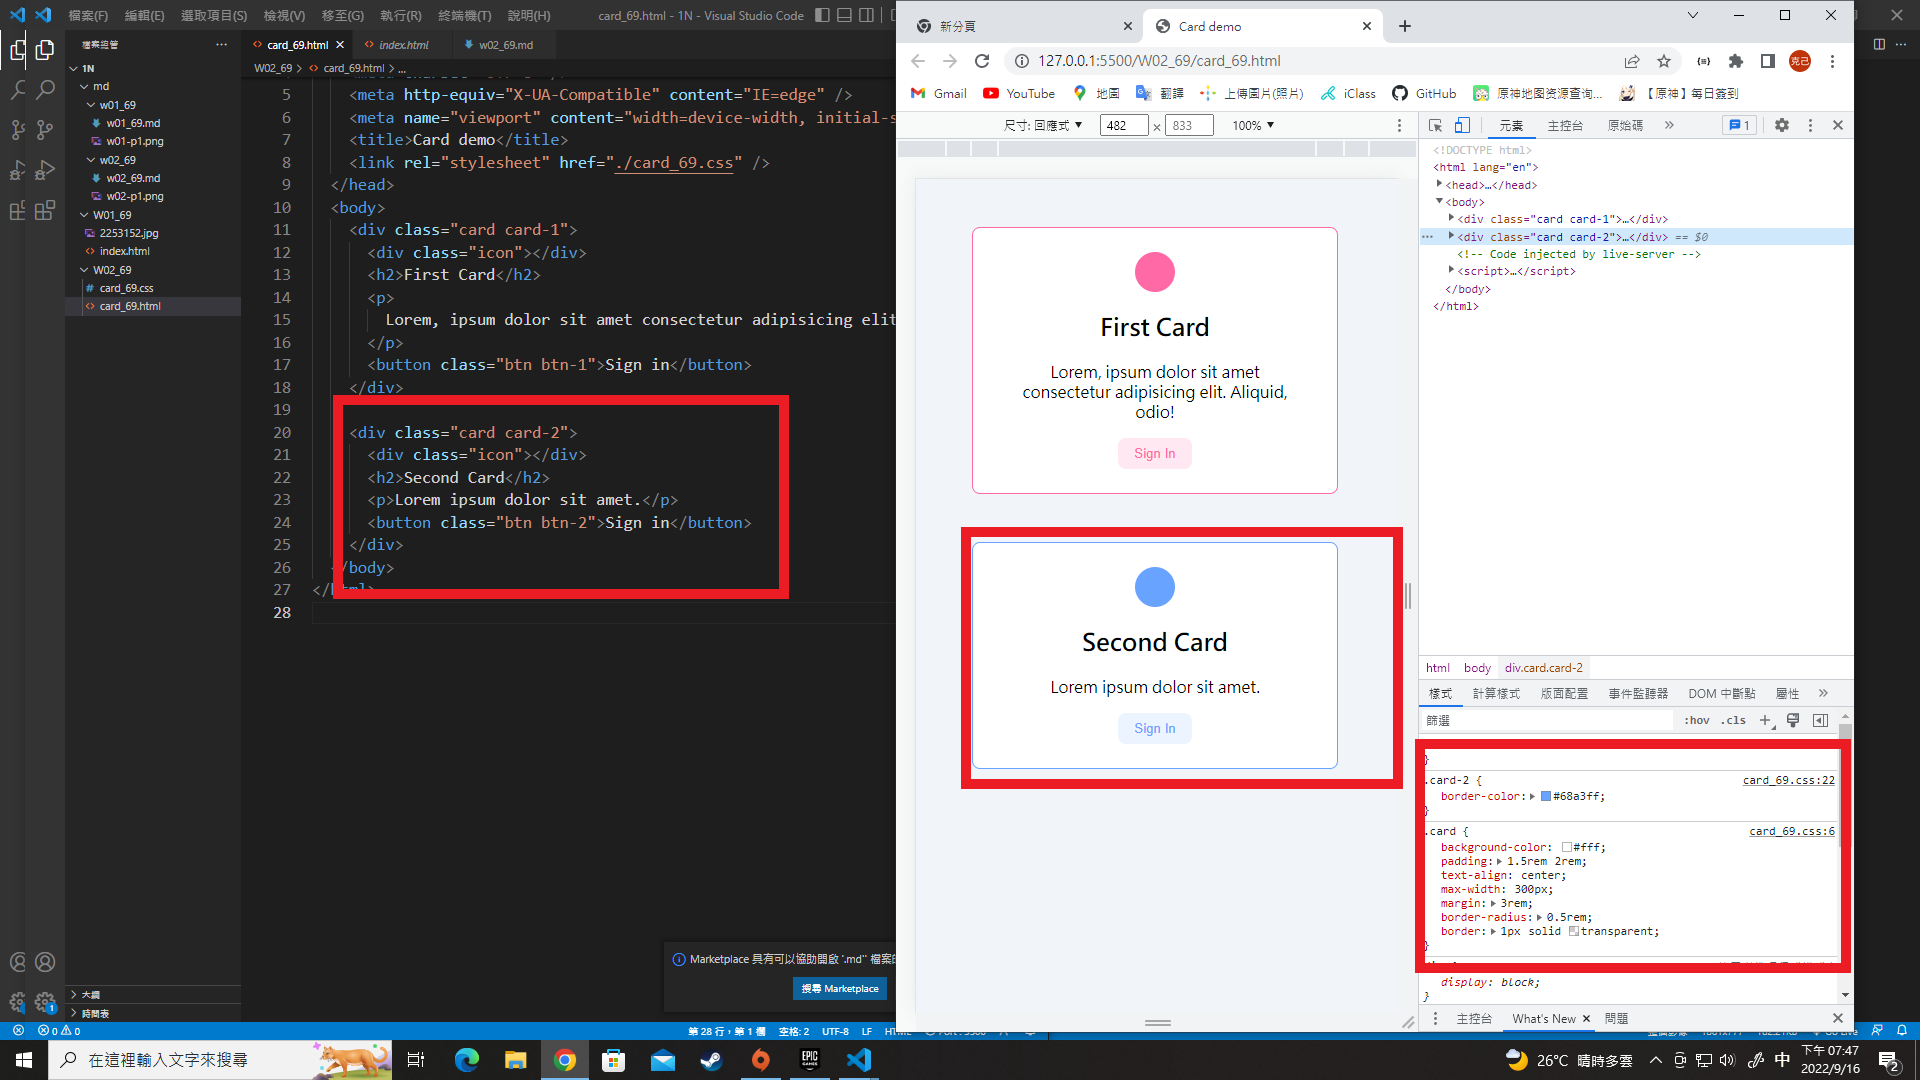 檔案(F) 編輯(E) 選取項目(S) 檢視(V) 移至(G) 執行(R) 終端機(T) 說明(H) card_69.html - 1N - Visual Studio Code
檔案總管 ...
1N
md
w01_69
w01_69.md
w01-p1.png
w02_69
w02_69.md
w02-p1.png
W01_69
2253152.jpg
index.html
W02_69
card_69.css
card_69.html
大綱
時間表
card_69.html index.html w02_69.md
W02_69 > card_69.html > ...
5 <meta http-equiv="X-UA-Compatible" content="IE=edge" />
6 <meta name="viewport" content="width=device-width, initial-s
7 <title>Card demo</title>
8 <link rel="stylesheet" href="./card_69.css" />
9 </head>
10 <body>
11 <div class="card card-1">
12 <div class="icon"></div>
13 <h2>First Card</h2>
14 <p>
15 Lorem, ipsum dolor sit amet consectetur adipisicing elit
16 </p>
17 <button class="btn btn-1">Sign in</button>
18 </div>
19
20 <div class="card card-2">
21 <div class="icon"></div>
22 <h2>Second Card</h2>
23 <p>Lorem ipsum dolor sit amet.</p>
24 <button class="btn btn-2">Sign in</button>
25 </div>
26 </body>
27 </html>
28
Marketplace 具有可以協助開啟 '.md' 檔案的
搜尋 Marketplace
0 0 第 28 行，第 1 欄 空格: 2 UTF-8 LF HTML
新分頁 Card demo
127.0.0.1:5500/W02_69/card_69.html 克己
Gmail YouTube 地圖 翻譯 上傳圖片(照片) iClass GitHub 原神地图资源查询... 【原神】每日簽到
尺寸: 回應式 482 × 833 100%
First Card
Lorem, ipsum dolor sit amet
consectetur adipisicing elit. Aliquid,
odio!
Sign In
Second Card
Lorem ipsum dolor sit amet.
Sign In
元素 主控台 原始碼 » 1
<!DOCTYPE html>
<html lang="en">
<head>…</head>
<body>
<div class="card card-1">…</div>
<div class="card card-2">…</div> == $0
<!-- Code injected by live-server -->
<script>…</script>
</body>
</html>
html body div.card.card-2
樣式 計算樣式 版面配置 事件監聽器 DOM 中斷點 屬性 »
篩選 :hov .cls
}
.card-2 { card_69.css:22
border-color: #68a3ff;
}
.card { card_69.css:6
background-color: #fff;
padding: 1.5rem 2rem;
text-align: center;
max-width: 300px;
margin: 3rem;
border-radius: 0.5rem;
border: 1px solid transparent;
}
display: block;
}
主控台 What's New 問題
在這裡輸入文字來搜尋
EPIC GAMES
26°C 晴時多雲 中
下午 07:47
2022/9/16
2